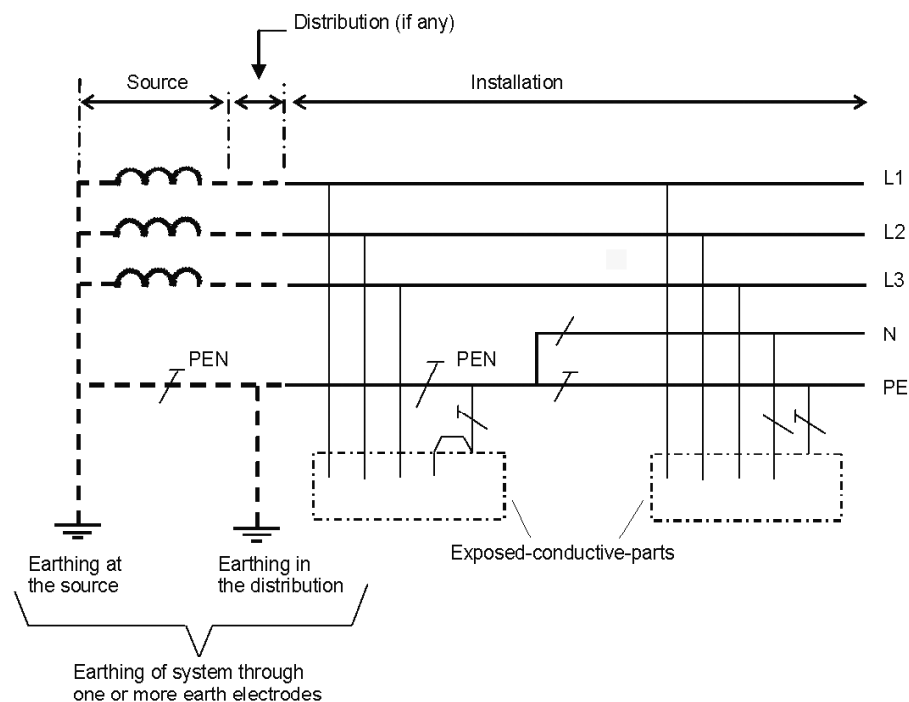 Distribution (if any)
Source
Installation
L1
L2
L3
N
PEN
PEN
PE
Exposed-conductive-parts
Earthing at
the source
Earthing in
the distribution
Earthing of system through
one or more earth electrodes